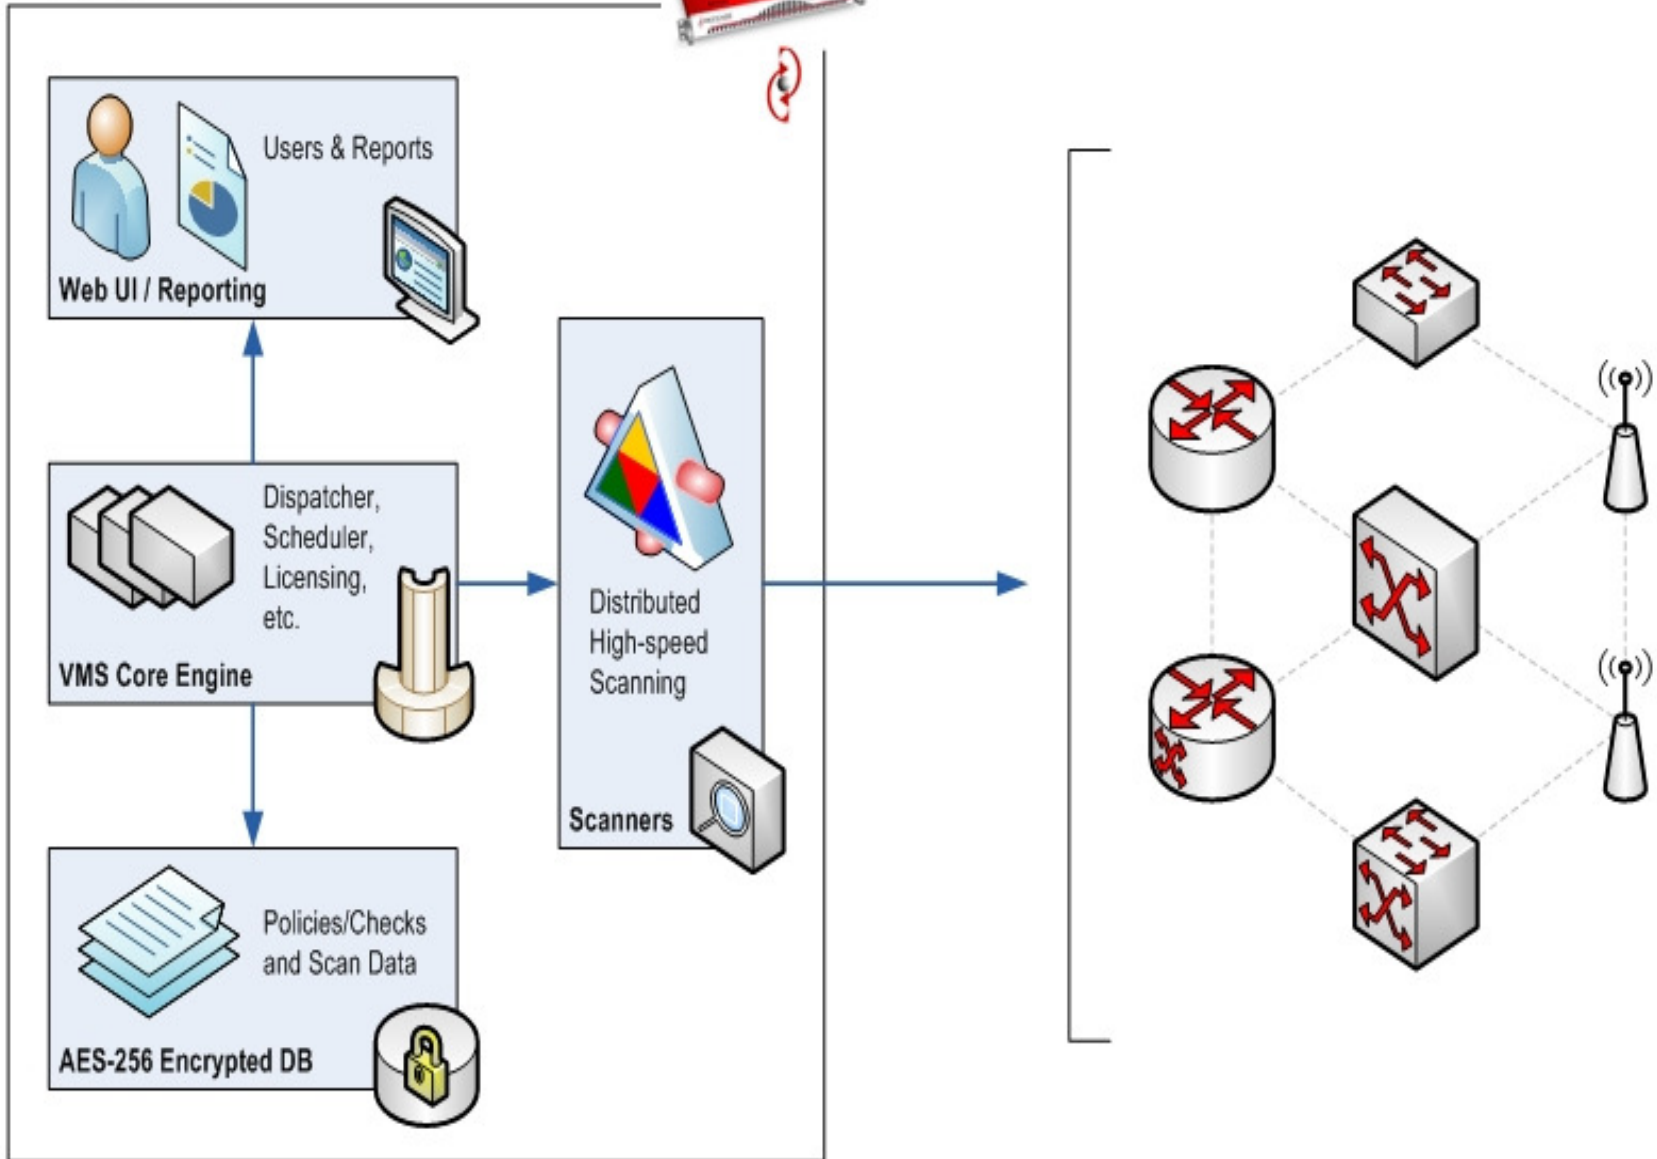 Users & Reports
Web UI / Reporting
Dispatcher,
Scheduler,
Licensing,
etc.
VMS Core Engine
Distributed
High-speed
Scanning
Scanners
Policies/Checks
and Scan Data
AES-256 Encrypted DB